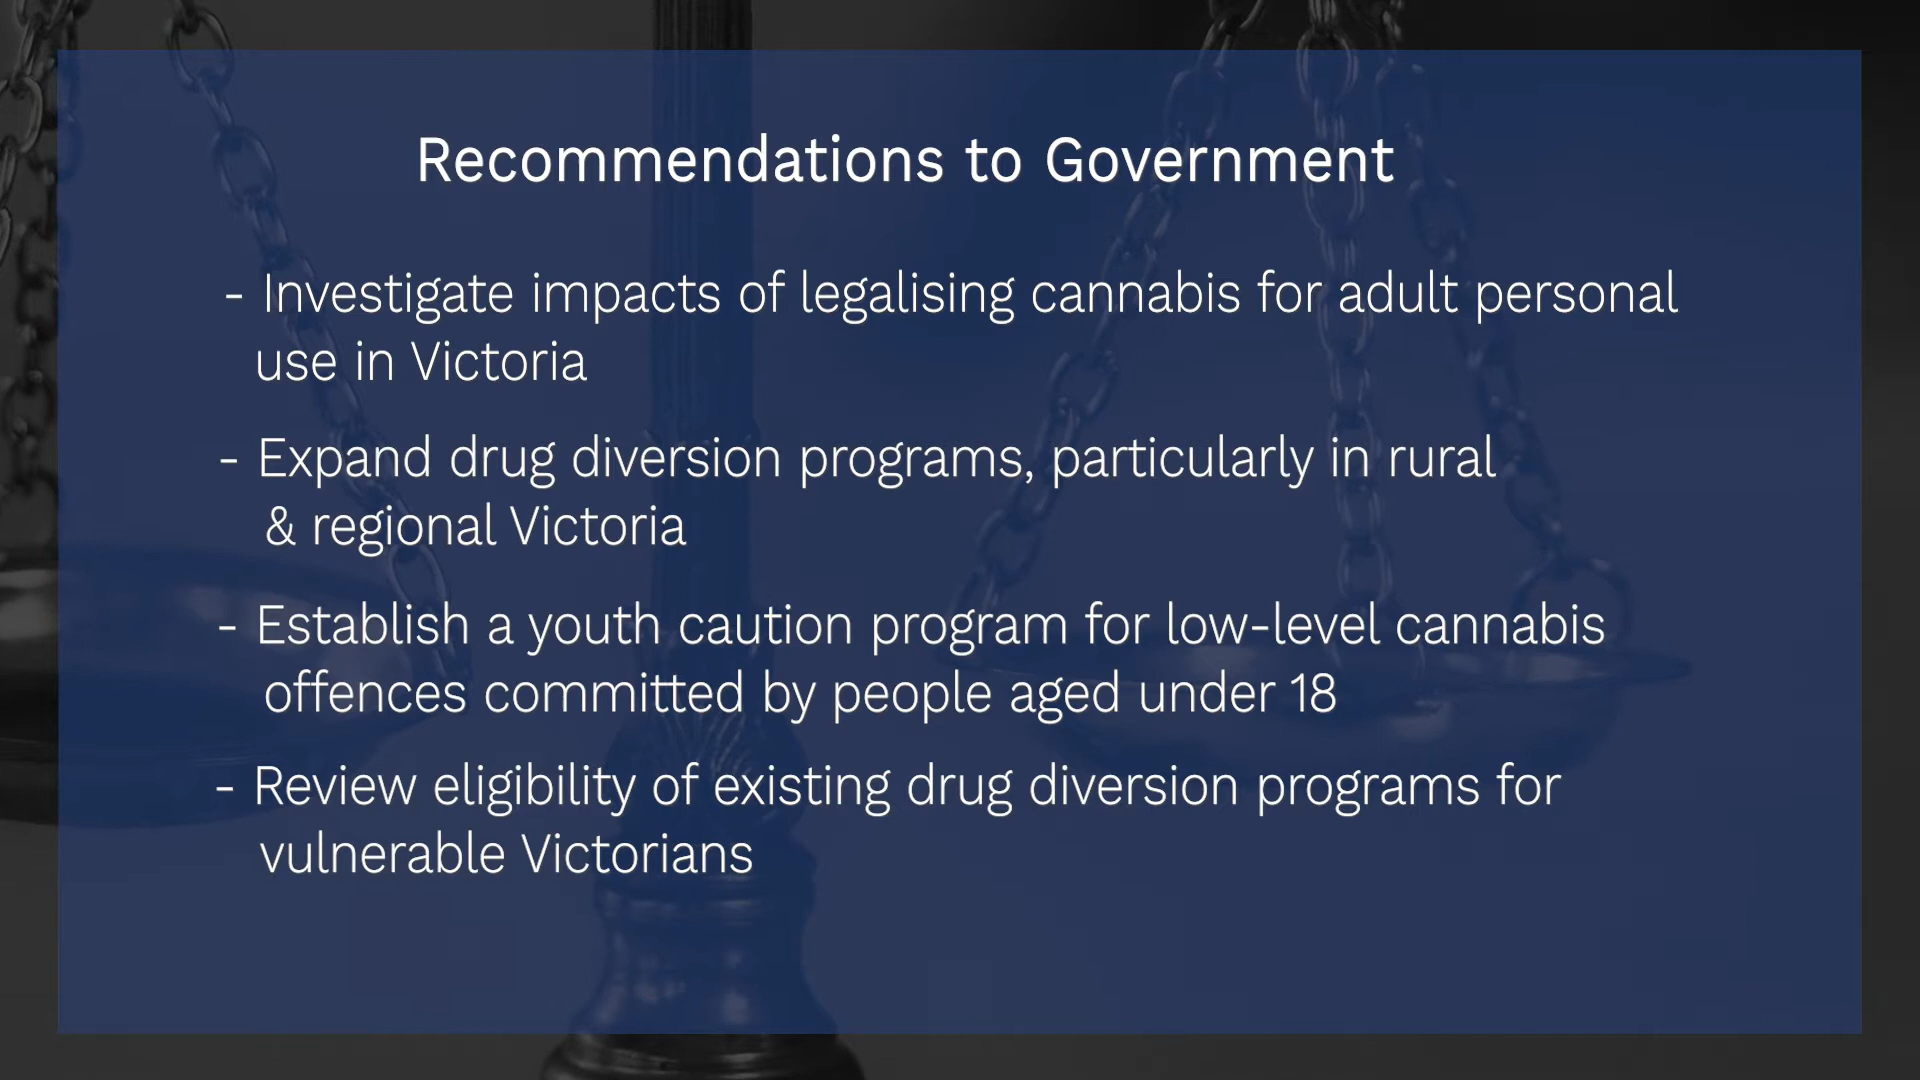 Recommendations to Government
- Investigate impacts of legalising cannabis for adult personal
use in Victoria
- Expand drug diversion programs, particularly in rural
& regional Victoria
- Establish a youth caution program for low-level cannabis
offences committed by people aged under 18
- Review eligibility of existing drug diversion programs for
vulnerable Victorians